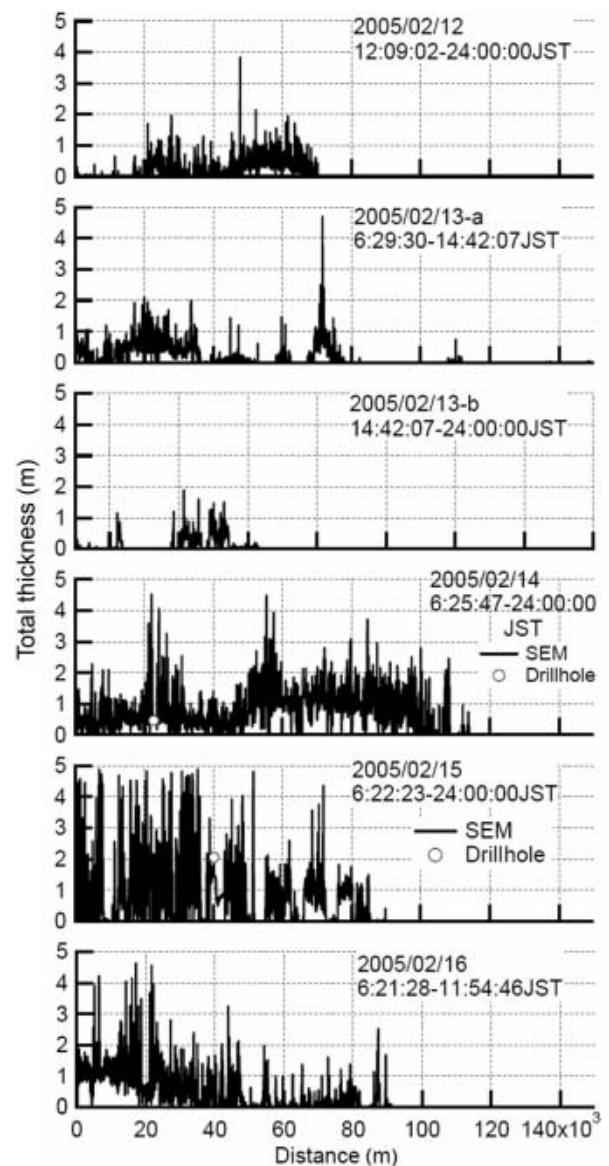 5
4
3
2
1
0
2005/02/12
12:09:02-24:00:00JST
5
4
3
2
1
0
2005/02/13-a
6:29:30-14:42:07JST
5
4
3
2
1
0
2005/02/13-b
14:42:07-24:00:00JST
Total thickness (m)
5
4
3
2
1
0
2005/02/14
6:25:47-24:00:00
JST
SEM
Drillhole
5
4
3
2
1
0
2005/02/15
6:22:23-24:00:00JST
SEM
Drillhole
5
4
3
2
1
0
2005/02/16
6:21:28-11:54:46JST
0 20 40 60 80 100 120 140x10³
Distance (m)